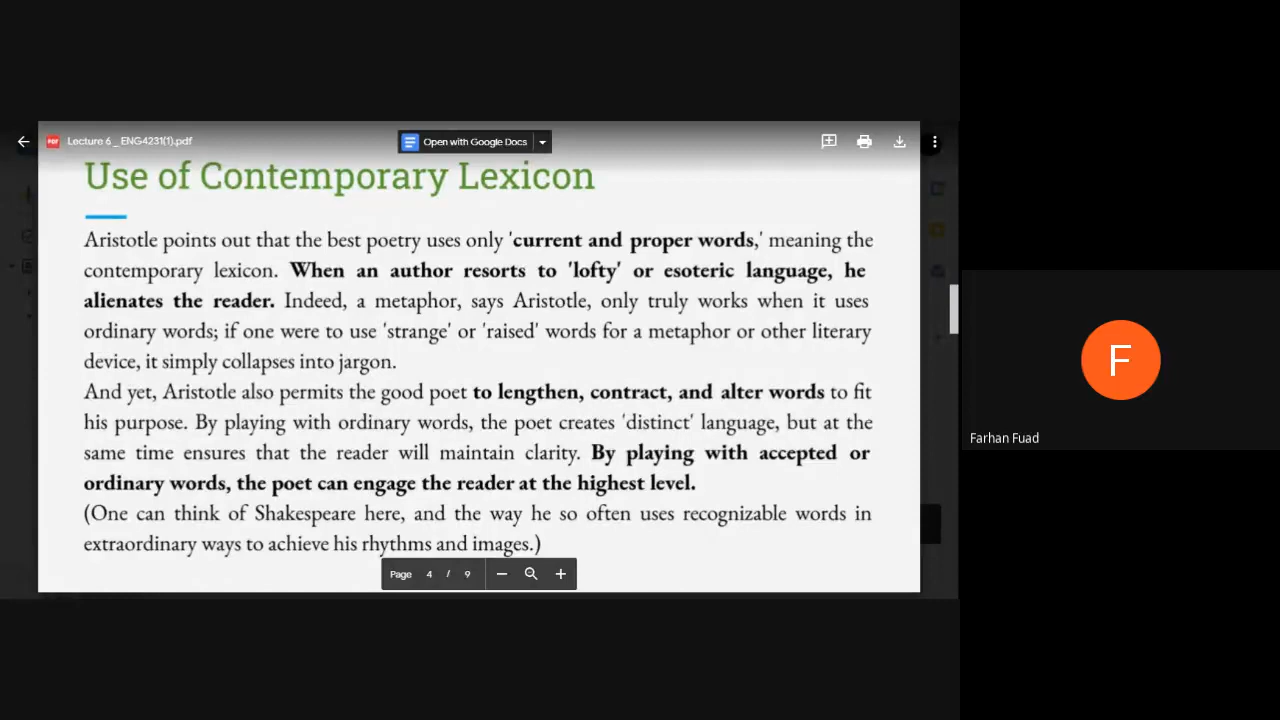 Lecture 6 _ ENG4231(1).pdf
Open with Google Docs
Use of Contemporary Lexicon
Aristotle points out that the best poetry uses only 'current and proper words,' meaning the
contemporary lexicon. When an author resorts to 'lofty' or esoteric language, he
alienates the reader. Indeed, a metaphor, says Aristotle, only truly works when it uses
ordinary words; if one were to use 'strange' or 'raised' words for a metaphor or other literary
device, it simply collapses into jargon.
And yet, Aristotle also permits the good poet to lengthen, contract, and alter words to fit
his purpose. By playing with ordinary words, the poet creates 'distinct' language, but at the
same time ensures that the reader will maintain clarity. By playing with accepted or
ordinary words, the poet can engage the reader at the highest level.
(One can think of Shakespeare here, and the way he so often uses recognizable words in
extraordinary ways to achieve his rhythms and images.)
Page 4 / 9
F
Farhan Fuad